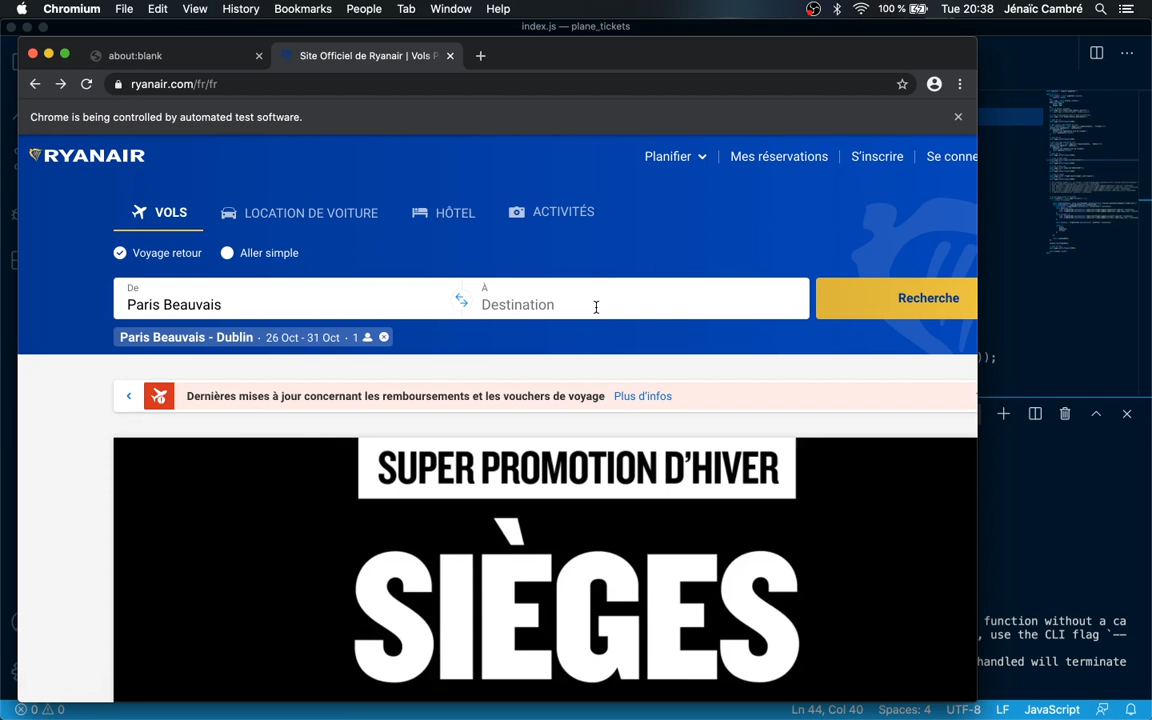 Chromium File Edit View History Bookmarks People Tab Window Help 100 % Tue 20:38 Jénaïc Cambré
index.js — plane_tickets
about:blank Site Officiel de Ryanair | Vols P
ryanair.com/fr/fr
Chrome is being controlled by automated test software.
RYANAIR Planifier Mes réservations S'inscrire Se conne
VOLS LOCATION DE VOITURE HÔTEL ACTIVITÉS
Voyage retour Aller simple
De À
Paris Beauvais Destination Recherche
Paris Beauvais - Dublin · 26 Oct - 31 Oct · 1
));
Dernières mises à jour concernant les remboursements et les vouchers de voyage Plus d'infos
SUPER PROMOTION D'HIVER
SIÈGES
function without a ca
, use the CLI flag `--
handled will terminate
0 0 Ln 44, Col 40 Spaces: 4 UTF-8 LF JavaScript